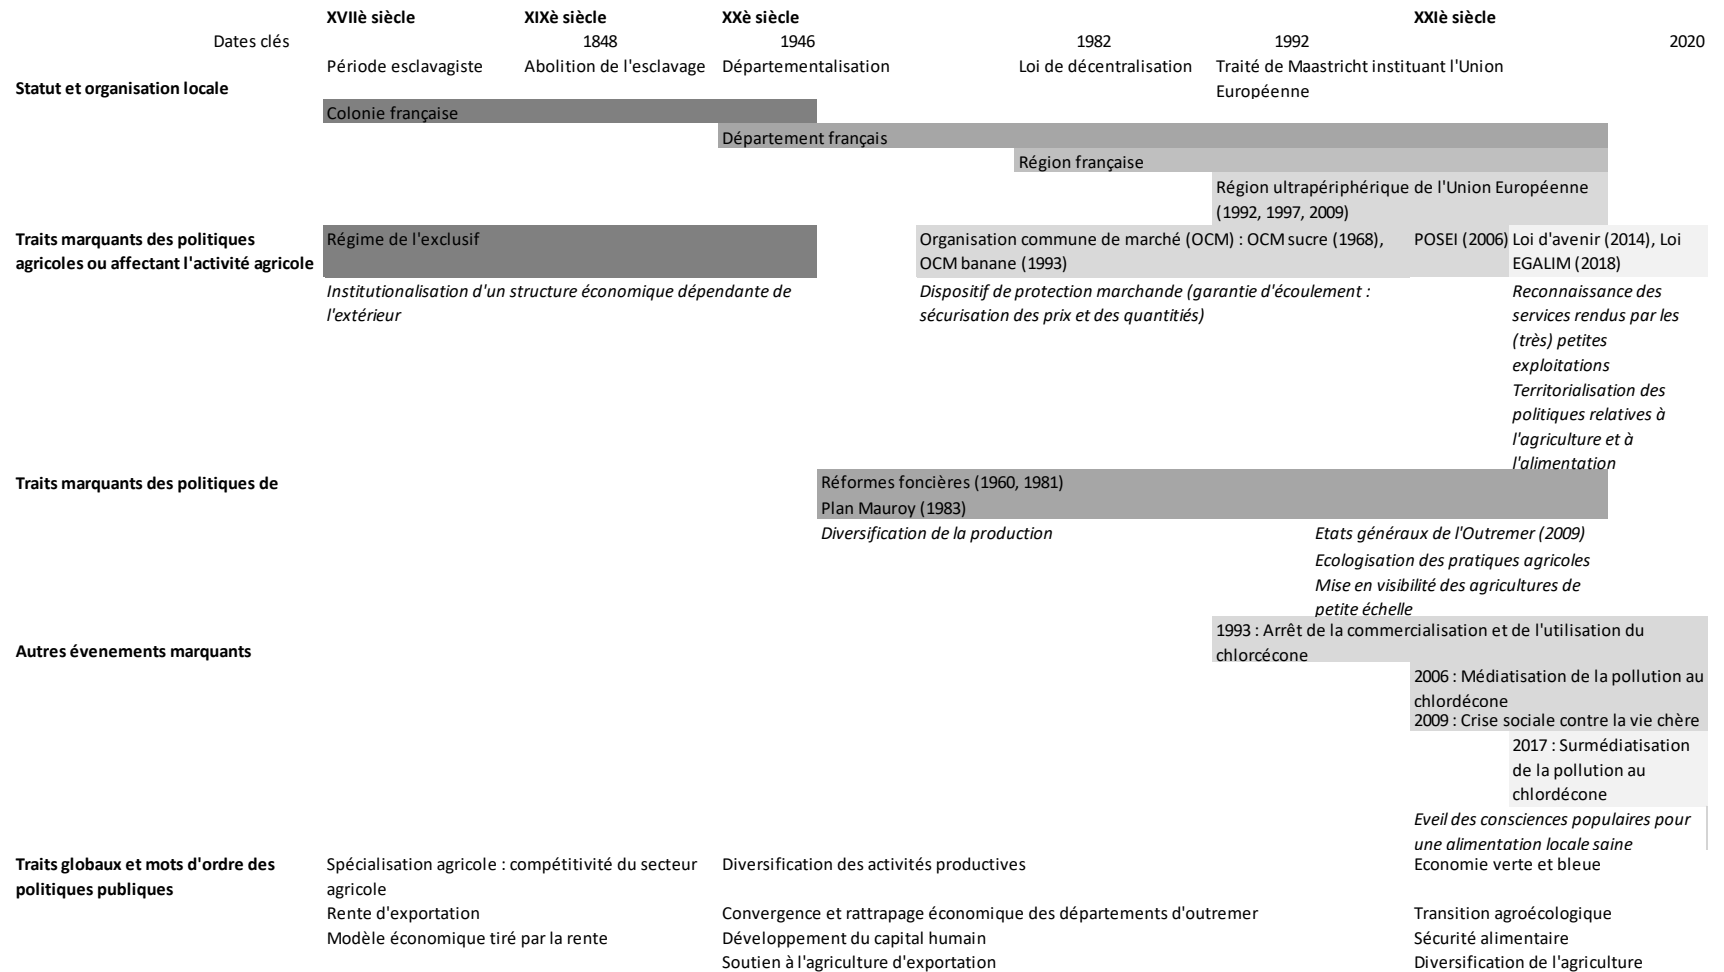 XVIIè siècle XIXè siècle XXè siècle XXIè siècle
Dates clés 1848 1946 1982 1992 2020
Période esclavagiste Abolition de l'esclavage Départementalisation Loi de décentralisation Traité de Maastricht instituant l'Union
Européenne
Statut et organisation locale
Colonie française
Département français
Région française
Région ultrapériphérique de l'Union Européenne
(1992, 1997, 2009)
Traits marquants des politiques
agricoles ou affectant l'activité agricole
Régime de l'exclusif
Organisation commune de marché (OCM) : OCM sucre (1968),
OCM banane (1993)
POSEI (2006)
Loi d'avenir (2014), Loi
EGALIM (2018)
Institutionalisation d'un structure économique dépendante de
l'extérieur
Dispositif de protection marchande (garantie d'écoulement :
sécurisation des prix et des quantitiés)
Reconnaissance des
services rendus par les
(très) petites
exploitations
Territorialisation des
politiques relatives à
l'agriculture et à
l'alimentation
Traits marquants des politiques de
Réformes foncières (1960, 1981)
Plan Mauroy (1983)
Diversification de la production
Etats généraux de l'Outremer (2009)
Ecologisation des pratiques agricoles
Mise en visibilité des agricultures de
petite échelle
Autres évenements marquants
1993 : Arrêt de la commercialisation et de l'utilisation du
chlorcécone
2006 : Médiatisation de la pollution au
chlordécone
2009 : Crise sociale contre la vie chère
2017 : Surmédiatisation
de la pollution au
chlordécone
Eveil des consciences populaires pour
une alimentation locale saine
Traits globaux et mots d'ordre des
politiques publiques
Spécialisation agricole : compétitivité du secteur
agricole
Diversification des activités productives
Economie verte et bleue
Rente d'exportation Convergence et rattrapage économique des départements d'outremer Transition agroécologique
Modèle économique tiré par la rente Développement du capital humain Sécurité alimentaire
Soutien à l'agriculture d'exportation Diversification de l'agriculture